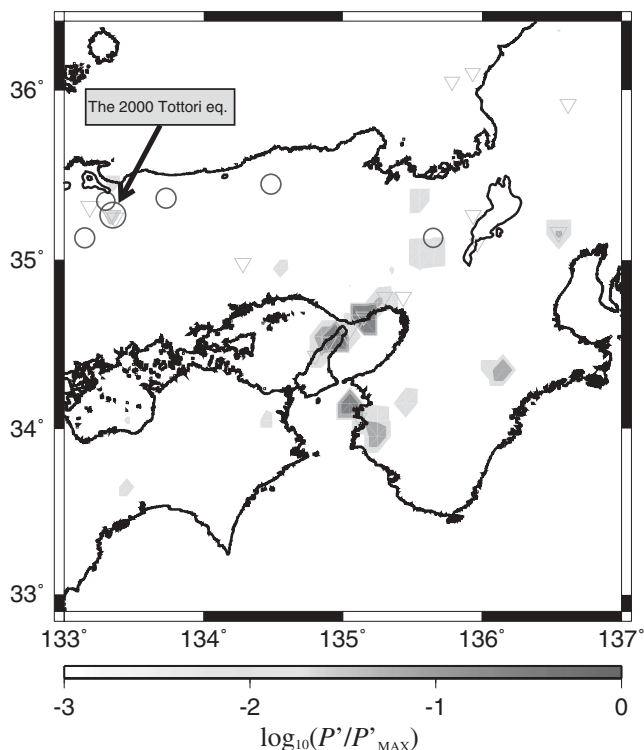 36˚
The 2000 Tottori eq.
35˚
34˚
33˚
133˚ 134˚ 135˚ 136˚ 137˚
-3 -2 -1 0
log₁₀(P’/P’MAX)